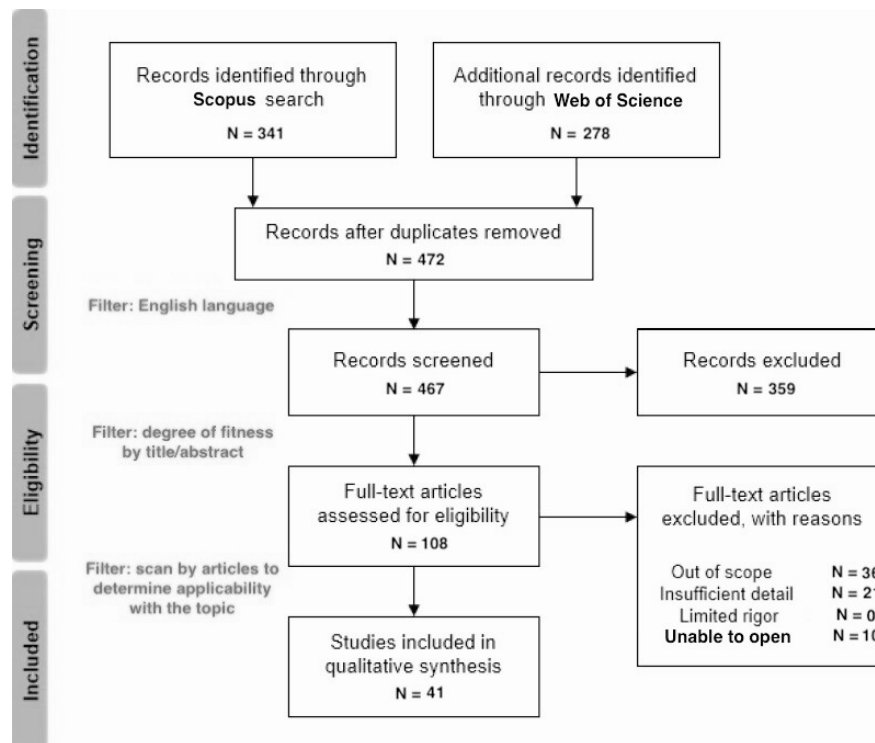 Identification
Records identified through
Scopus search
N = 341
Additional records identified
through Web of Science
N = 278
Screening
Records after duplicates removed
N = 472
Filter: English language
Records screened
N = 467
Records excluded
N = 359
Eligibility
Filter: degree of fitness
by title/abstract
Full-text articles
assessed for eligibility
N = 108
Full-text articles
excluded, with reasons
Out of scope N = 36
Insufficient detail N = 21
Limited rigor N = 0
Unable to open N = 10
Filter: scan by articles to
determine applicability
with the topic
Included
Studies included in
qualitative synthesis
N = 41